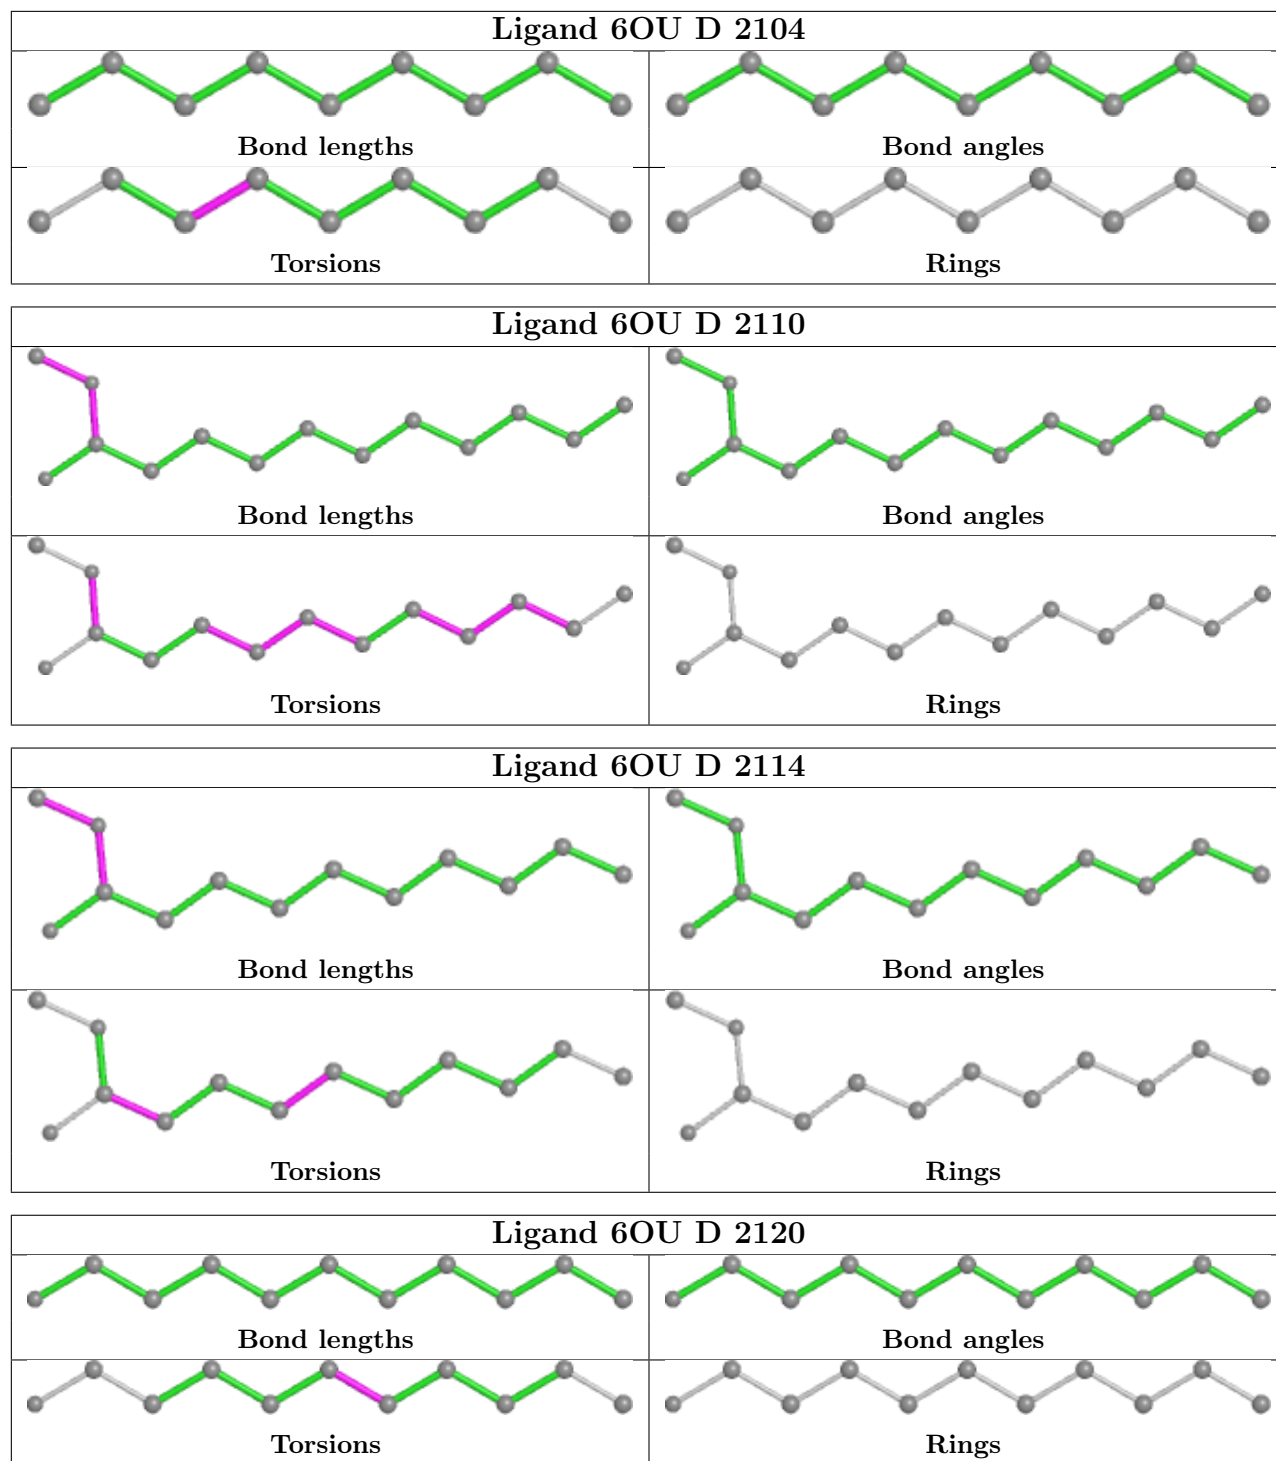 Ligand 6OU D 2104
Bond lengths
Bond angles
Torsions
Rings
Ligand 6OU D 2110
Bond lengths
Bond angles
Torsions
Rings
Ligand 6OU D 2114
Bond lengths
Bond angles
Torsions
Rings
Ligand 6OU D 2120
Bond lengths
Bond angles
Torsions
Rings